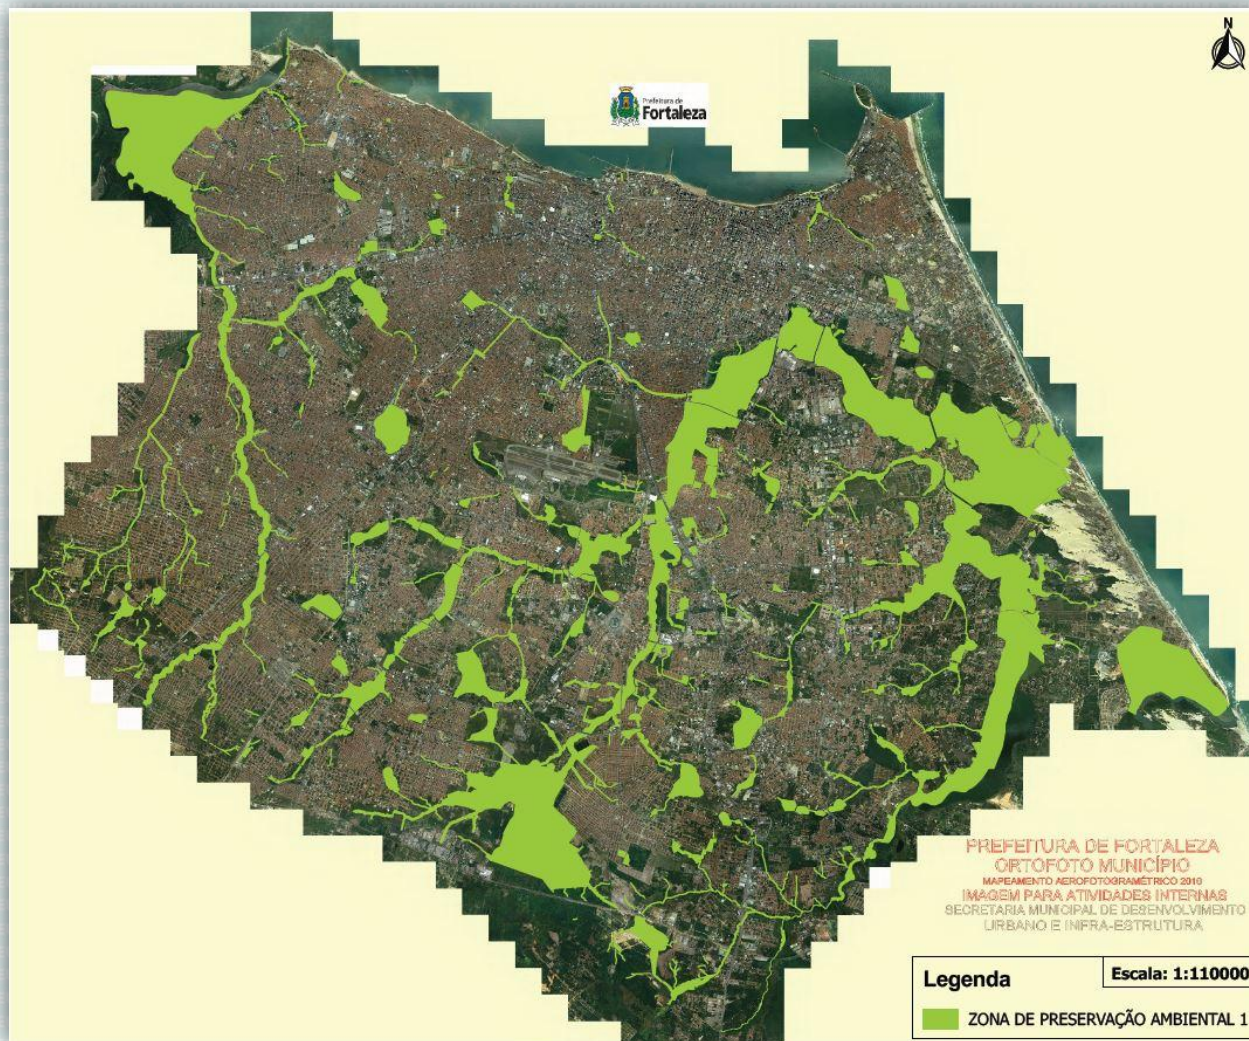 N
Prefeitura de
Fortaleza
PREFEITURA DE FORTALEZA
ORTOFOTO MUNICÍPIO
MAPEAMENTO AEROFOTOGRAMÉTRICO 2010
IMAGEM PARA ATIVIDADES INTERNAS
SECRETARIA MUNICIPAL DE DESENVOLVIMENTO
URBANO E INFRA-ESTRUTURA
Legenda
Escala: 1:110000
ZONA DE PRESERVAÇÃO AMBIENTAL 1